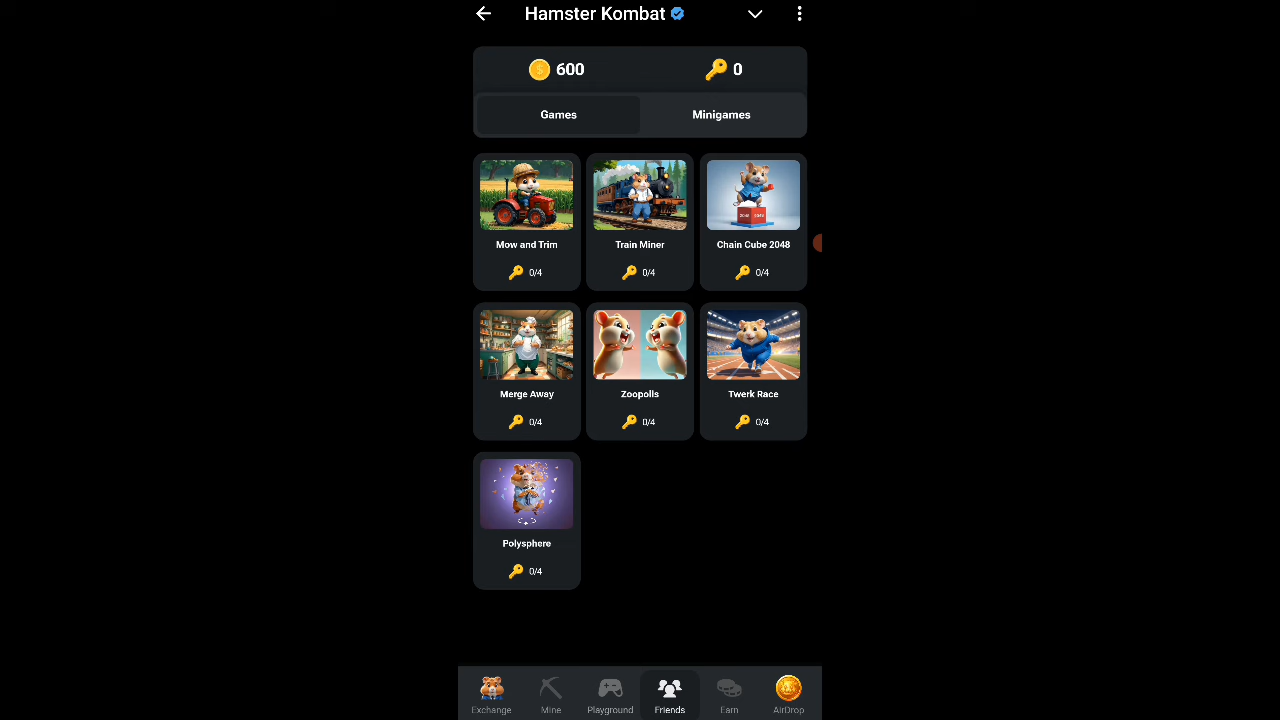 Hamster Kombat
600
0
Games
Minigames
Mow and Trim
Train Miner
Chain Cube 2048
0/4
0/4
0/4
Merge Away
Zoopolis
Twerk Race
0/4
0/4
0/4
Polysphere
0/4
Exchange
Mine
Playground
Friends
Earn
AirDrop